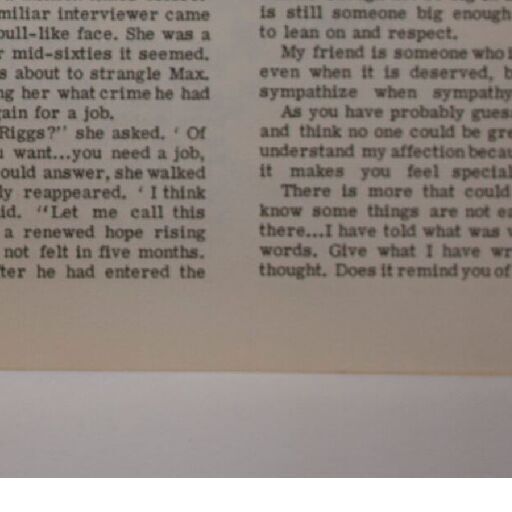 miliar interviewer came
bull-like face. She was a
mid-sixties it seemed.
s about to strangle Max.
ng her what crime he had
ain for a job.
Riggs?" she asked. ' Of
want...you need a job,
ould answer, she walked
ly reappeared. ' I think
id. "Let me call this
a renewed hope rising
not felt in five months.
ter he had entered the
is still someone big enough
to lean on and respect.
My friend is someone who
even when it is deserved, b
sympathize when sympathy
As you have probably gues
and think no one could be gre
understand my affection becau
it makes you feel special
There is more that could
know some things are not ea
there...I have told what was
words. Give what I have wr
thought. Does it remind you of